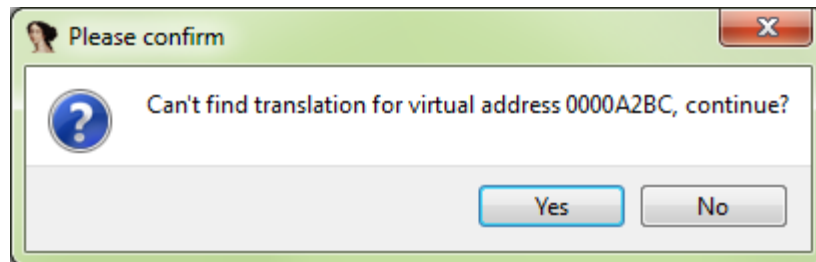 Please confirm
Can't find translation for virtual address 0000A2BC, continue?
Yes
No